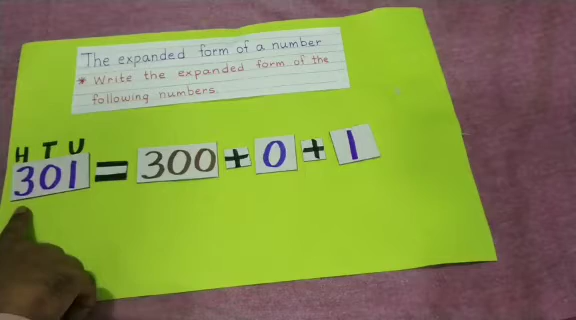 The expanded form of a number
* Write the expanded form of the
following numbers.
H T U
301 = 300 + 0 + 1